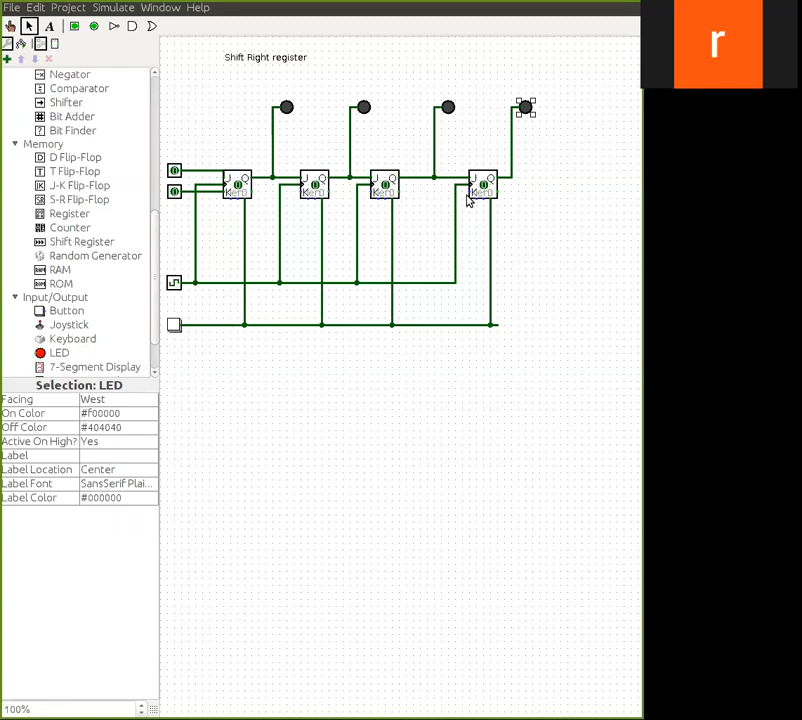 File Edit Project Simulate Window Help
A
Shift Right register
Negator
Comparator
Shifter
Bit Adder
Bit Finder
Memory
D Flip-Flop
T Flip-Flop
J-K Flip-Flop
S-R Flip-Flop
Register
Counter
Shift Register
Random Generator
RAM
ROM
Input/Output
Button
Joystick
Keyboard
LED
7-Segment Display
J Q J Q J Q J Q
Selection: LED
Facing West
On Color #f00000
Off Color #404040
Active On High? Yes
Label
Label Location Center
Label Font SansSerif Plai...
Label Color #000000
100%
r